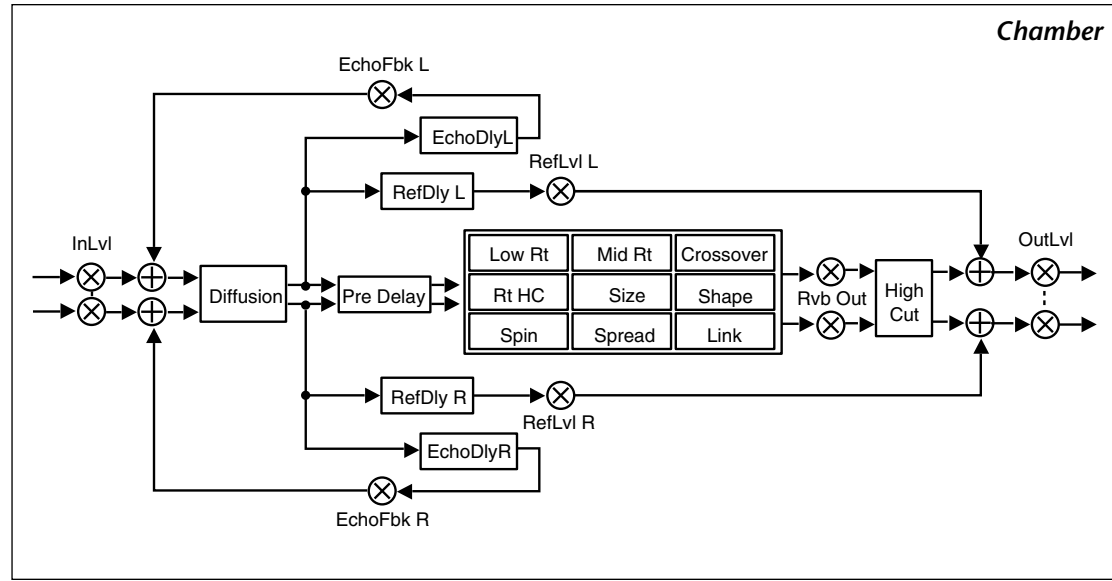 Chamber
EchoFbk L
EchoDlyL
RefLvl L
RefDly L
InLvl
OutLvl
Low Rt
Mid Rt
Crossover
Diffusion
Pre Delay
Rt HC
Size
Shape
Rvb Out
High
Cut
Spin
Spread
Link
RefDly R
RefLvl R
EchoDlyR
EchoFbk R